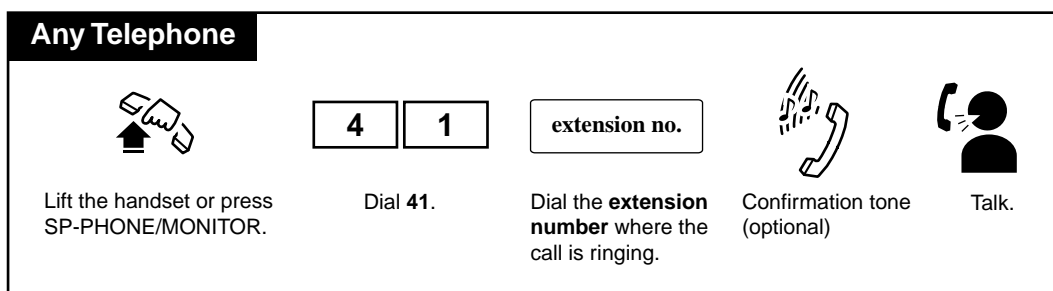 Any Telephone
4 1
extension no.
Lift the handset or press
SP-PHONE/MONITOR.
Dial 41.
Dial the extension
number where the
call is ringing.
Confirmation tone
(optional)
Talk.